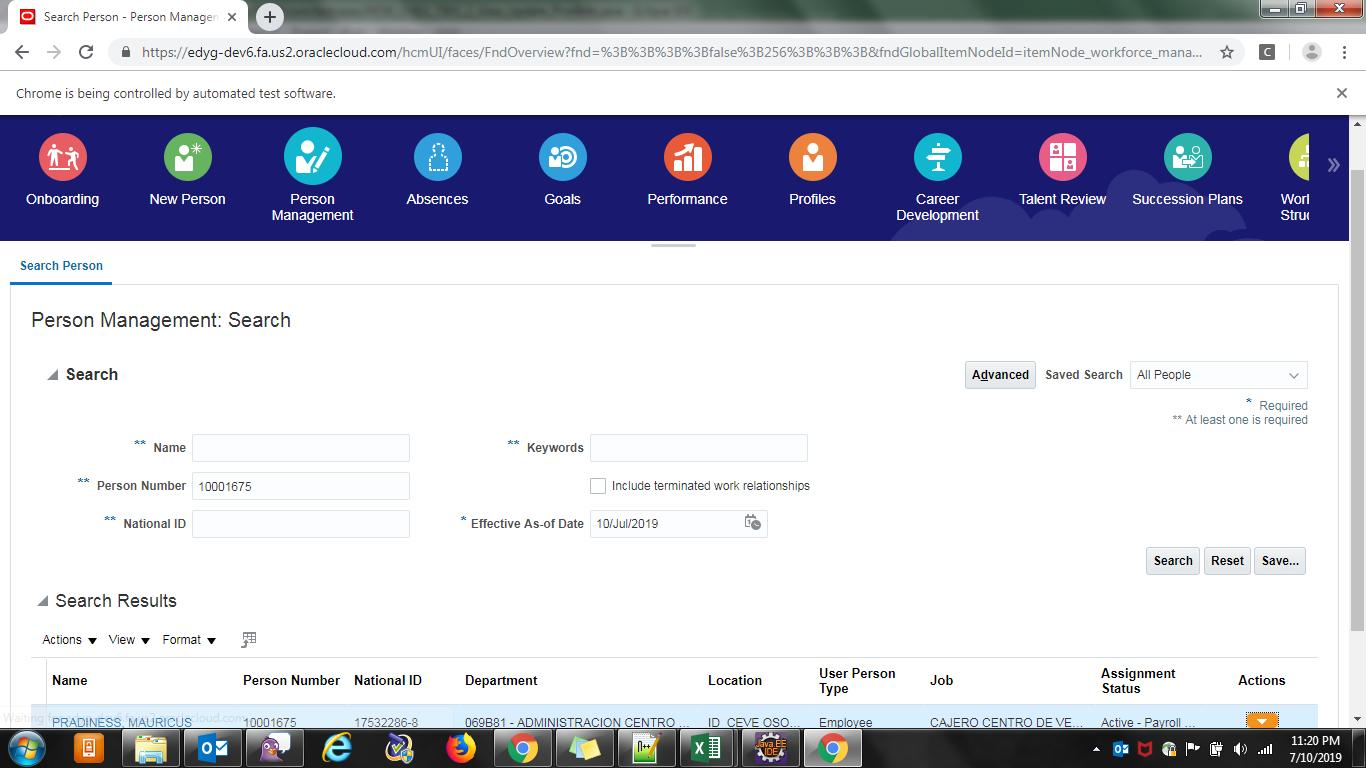 Search Person - Person Managem
https://edyg-dev6.fa.us2.oraclecloud.com/hcmUI/faces/FndOverview?fnd=%3B%3B%3B%3Bfalse%3B256%3B%3B%3B&fndGlobalItemNodeId=itemNode_workforce_mana...
C
Chrome is being controlled by automated test software.
Onboarding
New Person
Person Management
Absences
Goals
Performance
Profiles
Career Development
Talent Review
Succession Plans
Work
Struc
Search Person
Person Management: Search
Search
Advanced Saved Search All People
* Required
** At least one is required
** Name
** Keywords
** Person Number 10001675
Include terminated work relationships
** National ID
* Effective As-of Date 10/Jul/2019
Search Reset Save...
Search Results
Actions View Format
Name Person Number National ID Department Location User Person Type Job Assignment Status Actions
PRADINESS, MAURICUS 10001675 17532286-8 069B81 - ADMINISTRACION CENTRO ... ID_CEVE OSO... Employee CAJERO CENTRO DE VE... Active - Payroll ...
11:20 PM
7/10/2019